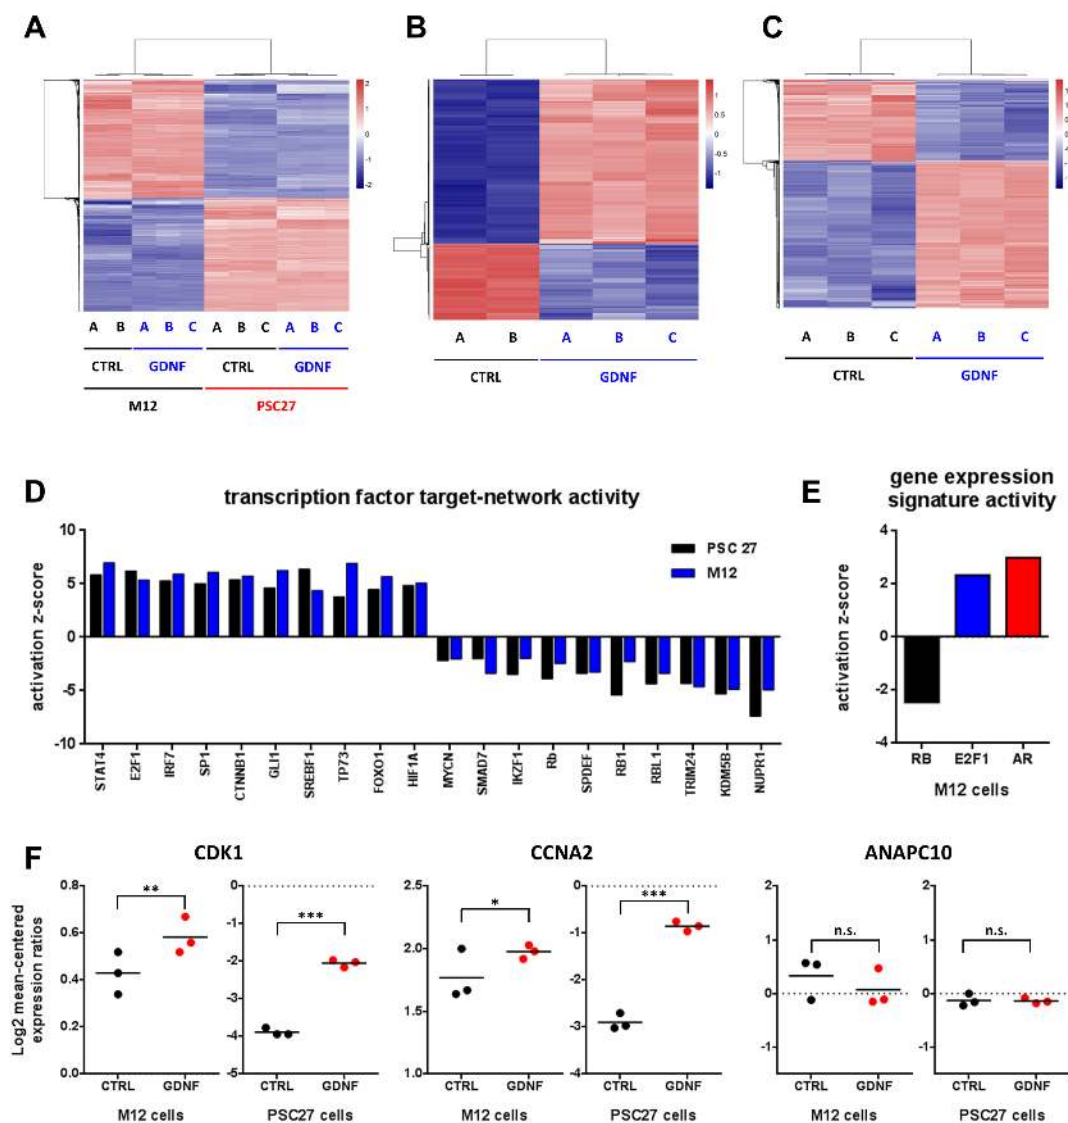 A
B
C
2
1
0
-1
-2
1
0.5
0
-0.5
-1
1
0
A B A B C A B C A B C
CTRL GDNF CTRL GDNF
M12 PSC27
A B A B C
CTRL GDNF
A B C A B C
CTRL GDNF
D
transcription factor target-network activity
activation z-score
10
5
0
-5
-10
PSC 27
M12
STAT4 E2F1 IRF7 SP1 CTNNB1 GLI1 SREBF1 TP73 FOXO1 HIF1A MYCN SMAD7 IKZF1 Rb SPDEF RB1 RBL1 TRIM24 KDM5B NUPR1
E
gene expression
signature activity
activation z-score
4
2
0
-2
-4
RB E2F1 AR
M12 cells
F
Log2 mean-centered
expression ratios
CDK1
0.8
0.6
0.4
0.2
0.0
**
CTRL GDNF
M12 cells
0
-1
-2
-3
-4
-5
***
CTRL GDNF
PSC27 cells
CCNA2
2.5
2.0
1.5
1.0
*
CTRL GDNF
M12 cells
0
-1
-2
-3
-4
***
CTRL GDNF
PSC27 cells
ANAPC10
2
1
0
-1
n.s.
CTRL GDNF
M12 cells
2
1
0
-1
n.s.
CTRL GDNF
PSC27 cells